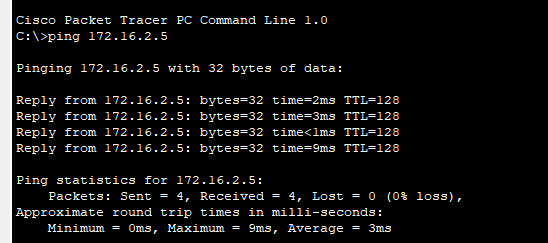 Cisco Packet Tracer PC Command Line 1.0
C:\>ping 172.16.2.5
Pinging 172.16.2.5 with 32 bytes of data:
Reply from 172.16.2.5: bytes=32 time=2ms TTL=128
Reply from 172.16.2.5: bytes=32 time=3ms TTL=128
Reply from 172.16.2.5: bytes=32 time<1ms TTL=128
Reply from 172.16.2.5: bytes=32 time=9ms TTL=128
Ping statistics for 172.16.2.5:
Packets: Sent = 4, Received = 4, Lost = 0 (0% loss),
Approximate round trip times in milli-seconds:
Minimum = 0ms, Maximum = 9ms, Average = 3ms